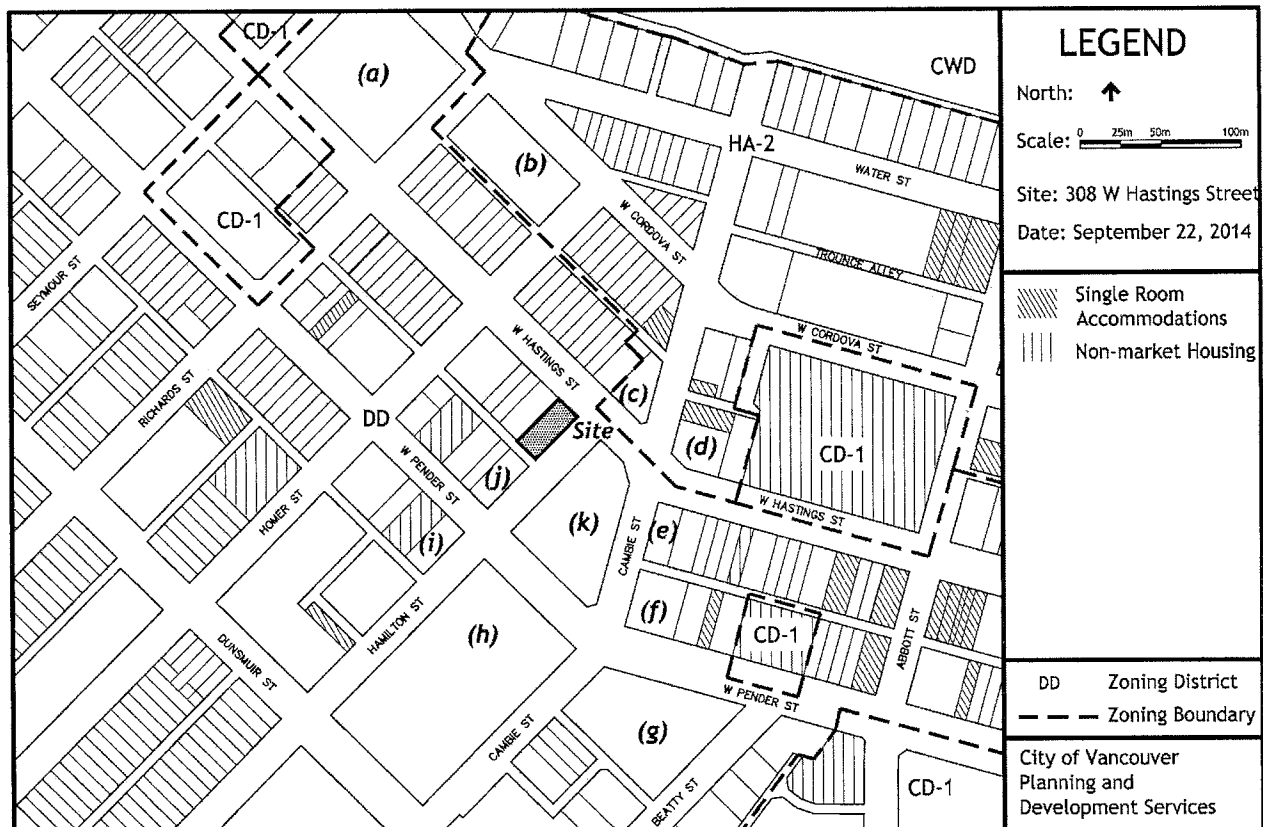 CD-1
(a)
CWD
(b)
HA-2
WATER ST
W CORDOVA ST
TROUNCE ALLEY
CD-1
SEYMOUR ST
W CORDOVA ST
W HASTINGS ST
(c)
RICHARDS ST
DD
Site
(d)
CD-1
W PENDER ST
(j)
W HASTINGS ST
HOMER ST
(k)
(e)
CAMBIE ST
(i)
(f)
HAMILTON ST
(h)
CD-1
ABBOTT ST
DUNSMUIR ST
W PENDER ST
CAMBIE ST
(g)
BEATTY ST
CD-1
LEGEND
North:
Scale: 0 25m 50m 100m
Site: 308 W Hastings Street
Date: September 22, 2014
Single Room
Accommodations
Non-market Housing
DD Zoning District
Zoning Boundary
City of Vancouver
Planning and
Development Services